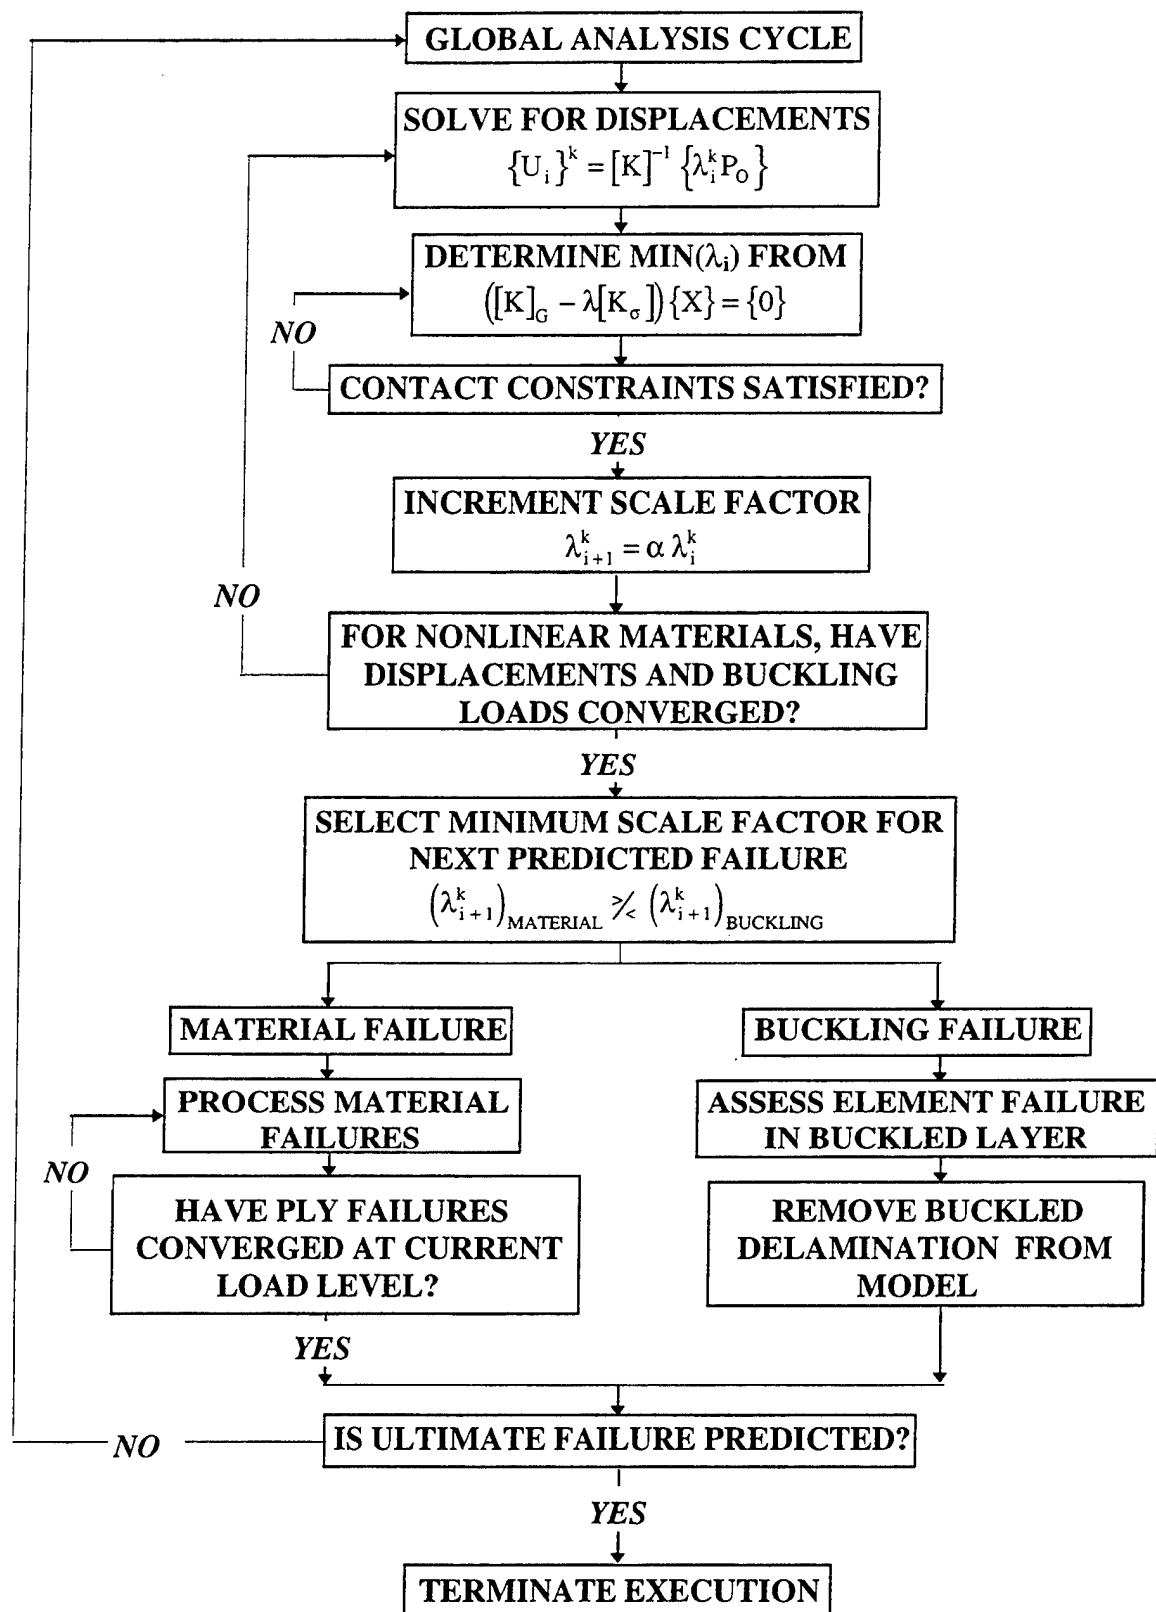 GLOBAL ANALYSIS CYCLE
SOLVE FOR DISPLACEMENTS
{U_i}^k = [K]^-1 {λ_i^k P_O}
DETERMINE MIN(λ_i) FROM
([K]_G − λ[K_σ]){X} = {0}
NO
CONTACT CONSTRAINTS SATISFIED?
YES
INCREMENT SCALE FACTOR
λ_{i+1}^k = α λ_i^k
NO
FOR NONLINEAR MATERIALS, HAVE
DISPLACEMENTS AND BUCKLING
LOADS CONVERGED?
YES
SELECT MINIMUM SCALE FACTOR FOR
NEXT PREDICTED FAILURE
(λ_{i+1}^k)_MATERIAL >/< (λ_{i+1}^k)_BUCKLING
MATERIAL FAILURE
PROCESS MATERIAL
FAILURES
NO
HAVE PLY FAILURES
CONVERGED AT CURRENT
LOAD LEVEL?
YES
BUCKLING FAILURE
ASSESS ELEMENT FAILURE
IN BUCKLED LAYER
REMOVE BUCKLED
DELAMINATION FROM
MODEL
NO
IS ULTIMATE FAILURE PREDICTED?
YES
TERMINATE EXECUTION